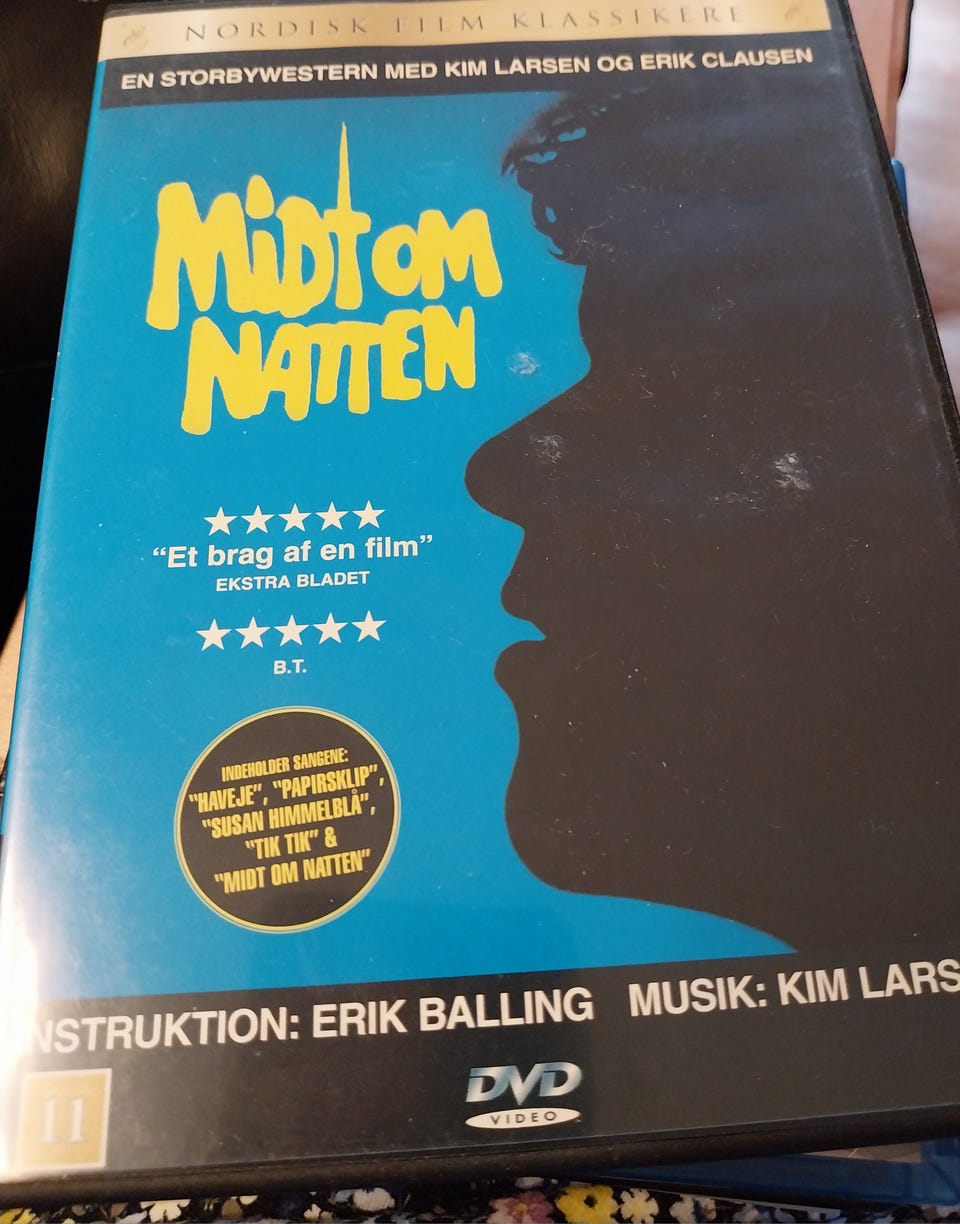 NORDISK FILM KLASSIKERE
EN STORBYWESTERN MED KIM LARSEN OG ERIK CLAUSEN
MiDT OM
NATTEN
“Et brag af en film”
EKSTRA BLADET
B.T.
INDEHOLDER SANGENE:
“HAVEJE”, “PAPIRSKLIP”,
“SUSAN HIMMELBLÅ”,
“TIK TIK” &
“MIDT OM NATTEN”
NSTRUKTION: ERIK BALLING MUSIK: KIM LARS
11
DVD
VIDEO